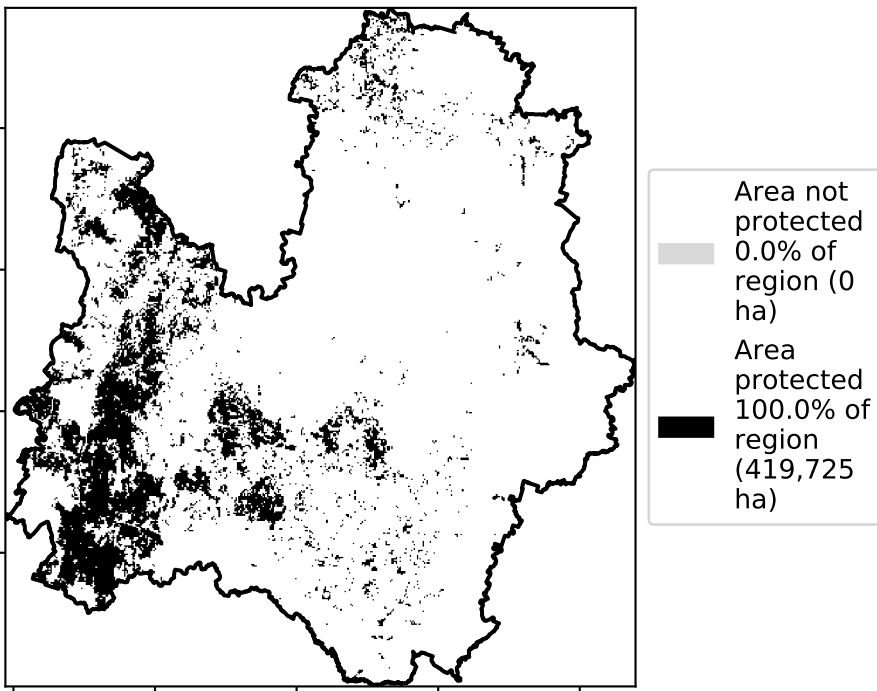 Area not
protected
0.0% of
region (0
ha)
Area
protected
100.0% of
region
(419,725
ha)